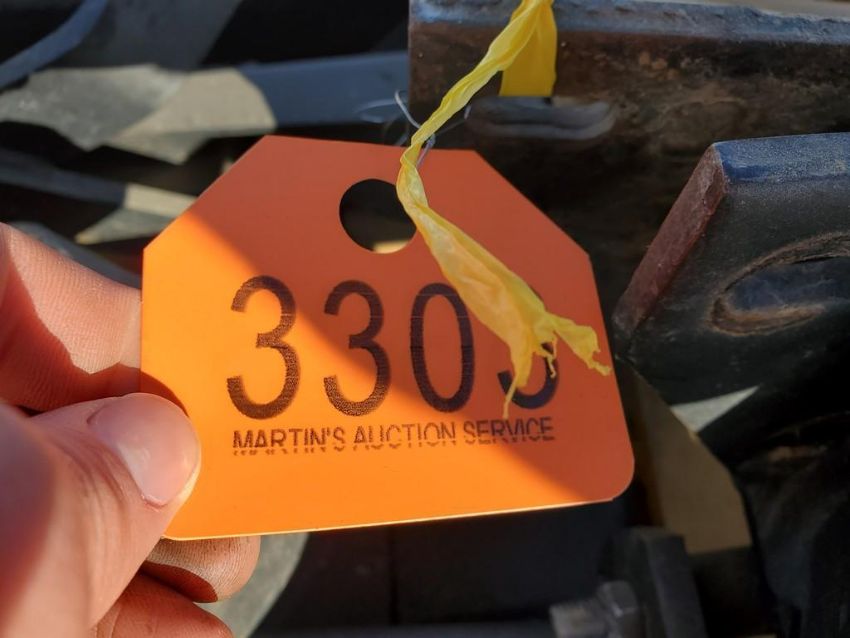 330
MARTIN'S AUCTION SERVICE